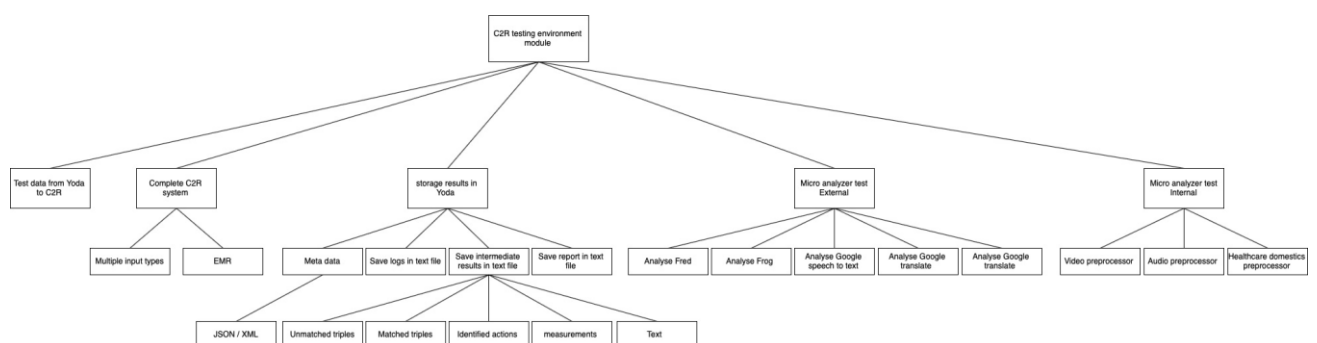 C2R testing environment
module
Test data from Yoda
to C2R
Complete C2R
system
storage results in
Yoda
Micro analyzer test
External
Micro analyzer test
Internal
Multiple input types
EMR
Meta data
Save logs in text file
Save intermediate
results in text file
Save report in text
file
Analyse Fred
Analyse Frog
Analyse Google
speech to text
Analyse Google
translate
Analyse Google
translate
Video preprocessor
Audio preprocessor
Healthcare domestics
preprocessor
JSON / XML
Unmatched triples
Matched triples
Identified actions
measurements
Text